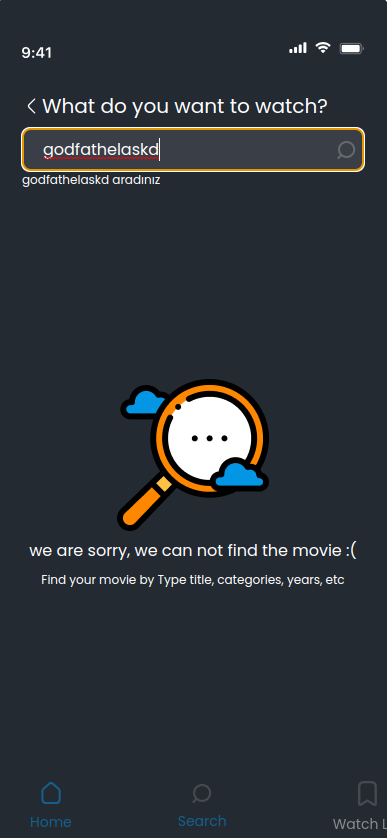 9:41
What do you want to watch?
godfathelaskd
godfathelaskd aradınız
we are sorry, we can not find the movie :(
Find your movie by Type title, categories, years, etc
Home
Search
Watch L